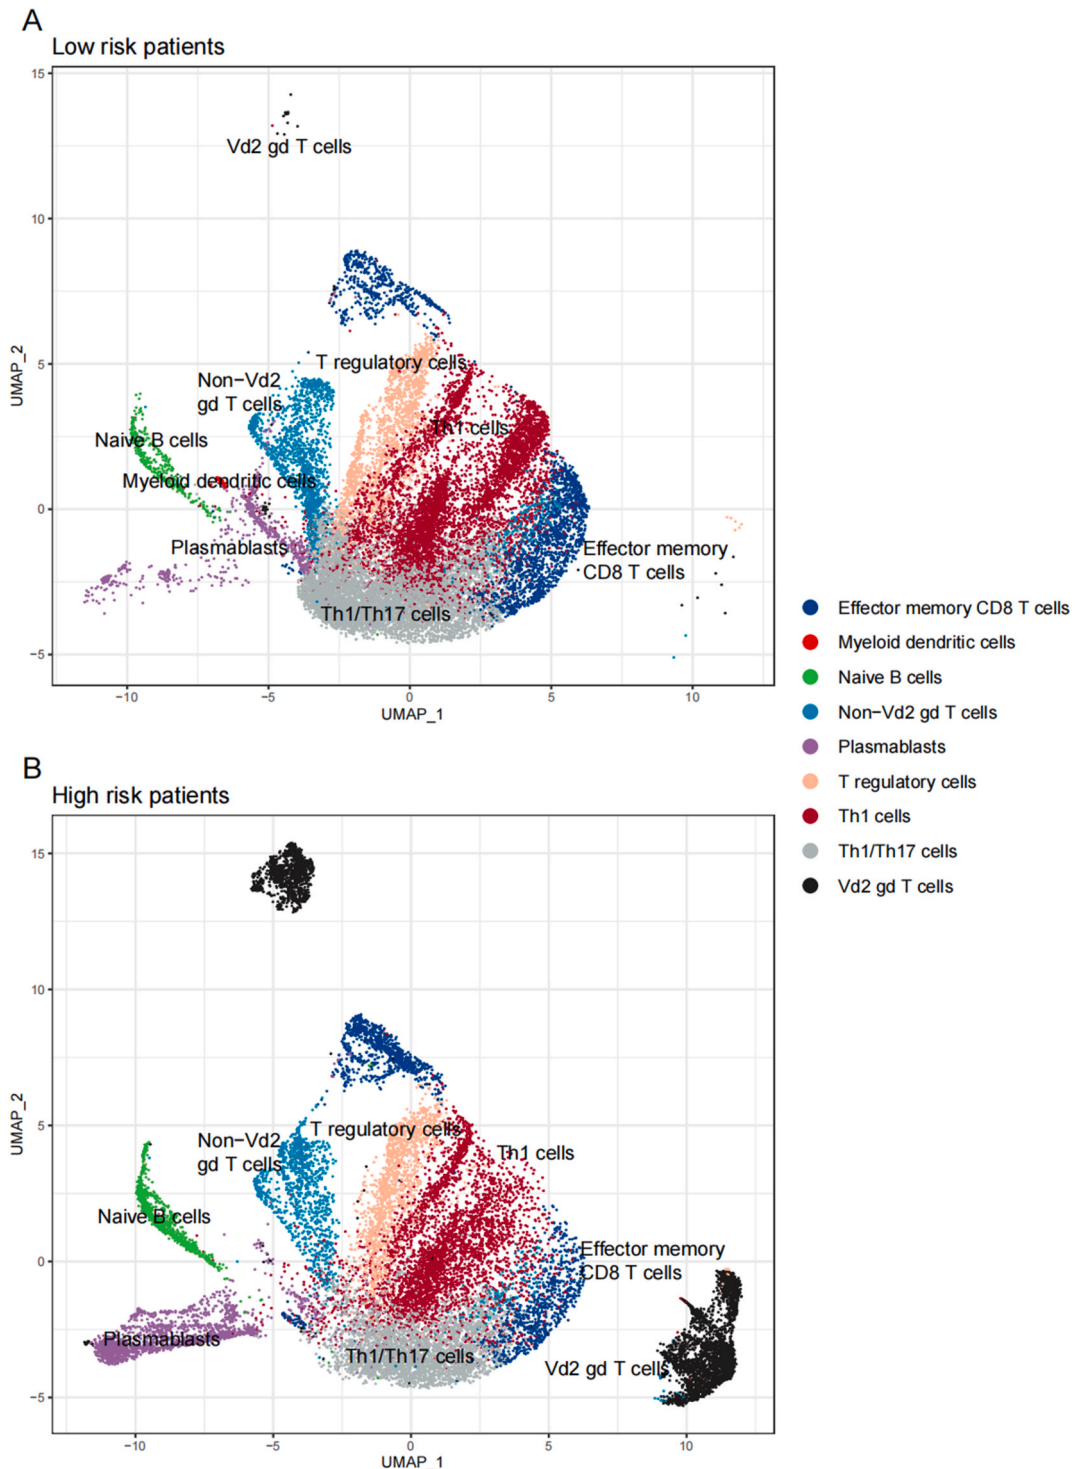 A
Low risk patients
15
10
5
0
−5
UMAP_2
Vd2 gd T cells
T regulatory cells
Non−Vd2
gd T cells
Th1 cells
Naive B cells
Myeloid dendritic cells
Plasmablasts
Effector memory
CD8 T cells
Th1/Th17 cells
−10
−5
0
5
10
UMAP_1
Effector memory CD8 T cells
Myeloid dendritic cells
Naive B cells
Non−Vd2 gd T cells
Plasmablasts
T regulatory cells
Th1 cells
Th1/Th17 cells
Vd2 gd T cells
B
High risk patients
15
10
5
0
−5
UMAP_2
T regulatory cells
Non−Vd2
gd T cells
Th1 cells
Naive B cells
Effector memory
CD8 T cells
Plasmablasts
Th1/Th17 cells
Vd2 gd T cells
−10
−5
0
5
10
UMAP_1